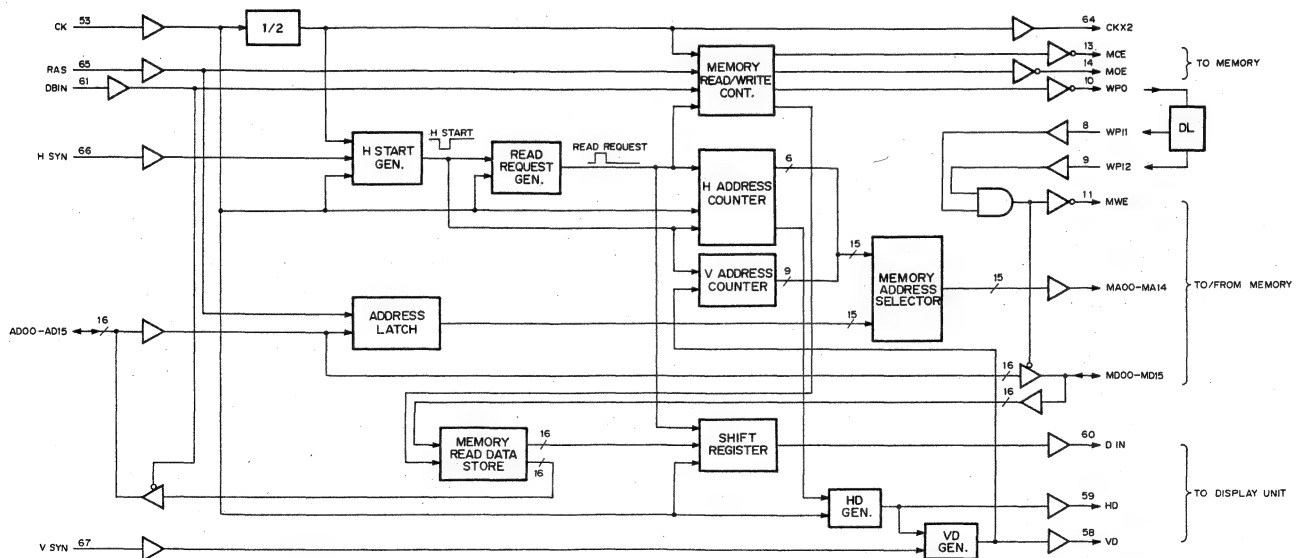 CK 53
1/2
64 CKX2
RAS 65
61
DBIN
MEMORY
READ/WRITE
CONT.
13 MCE
14 MOE
10 WPO
TO MEMORY
DL
8 WPI1
9 WPI2
H SYN 66
H START
GEN.
H START
READ
REQUEST
GEN.
READ REQUEST
H ADDRESS
COUNTER
6
11 MWE
V ADDRESS
COUNTER
9
15
MEMORY
ADDRESS
SELECTOR
15
MA00-MA14
TO/FROM MEMORY
AD00-AD15 16
ADDRESS
LATCH
15
16
MD00-MD15
16
MEMORY
READ DATA
STORE
16
16
SHIFT
REGISTER
60 D IN
HD
GEN.
59 HD
TO DISPLAY UNIT
V SYN 67
VD
GEN.
58 VD